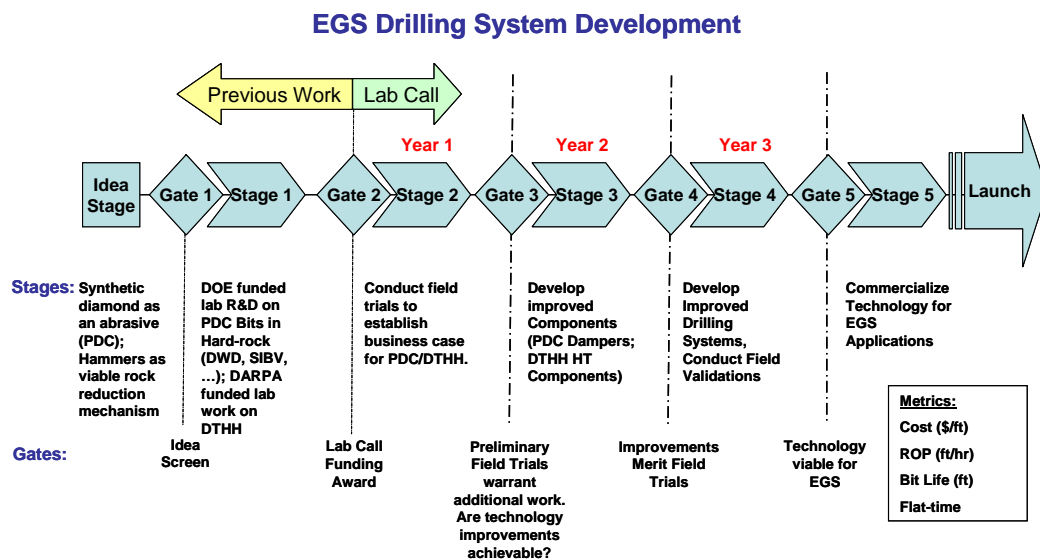 EGS Drilling System Development
Previous Work
Lab Call
Year 1
Year 2
Year 3
Idea
Stage
Gate 1
Stage 1
Gate 2
Stage 2
Gate 3
Stage 3
Gate 4
Stage 4
Gate 5
Stage 5
Launch
Stages:
Synthetic
diamond as
an abrasive
(PDC);
Hammers as
viable rock
reduction
mechanism
DOE funded
lab R&D on
PDC Bits in
Hard-rock
(DWD, SIBV,
…); DARPA
funded lab
work on
DTHH
Conduct field
trials to
establish
business case
for PDC/DTHH.
Develop
improved
Components
(PDC Dampers;
DTHH HT
Components)
Develop
Improved
Drilling
Systems,
Conduct Field
Validations
Commercialize
Technology for
EGS
Applications
Gates:
Idea
Screen
Lab Call
Funding
Award
Preliminary
Field Trials
warrant
additional work.
Are technology
improvements
achievable?
Improvements
Merit Field
Trials
Technology
viable for
EGS
Metrics:
Cost ($/ft)
ROP (ft/hr)
Bit Life (ft)
Flat-time